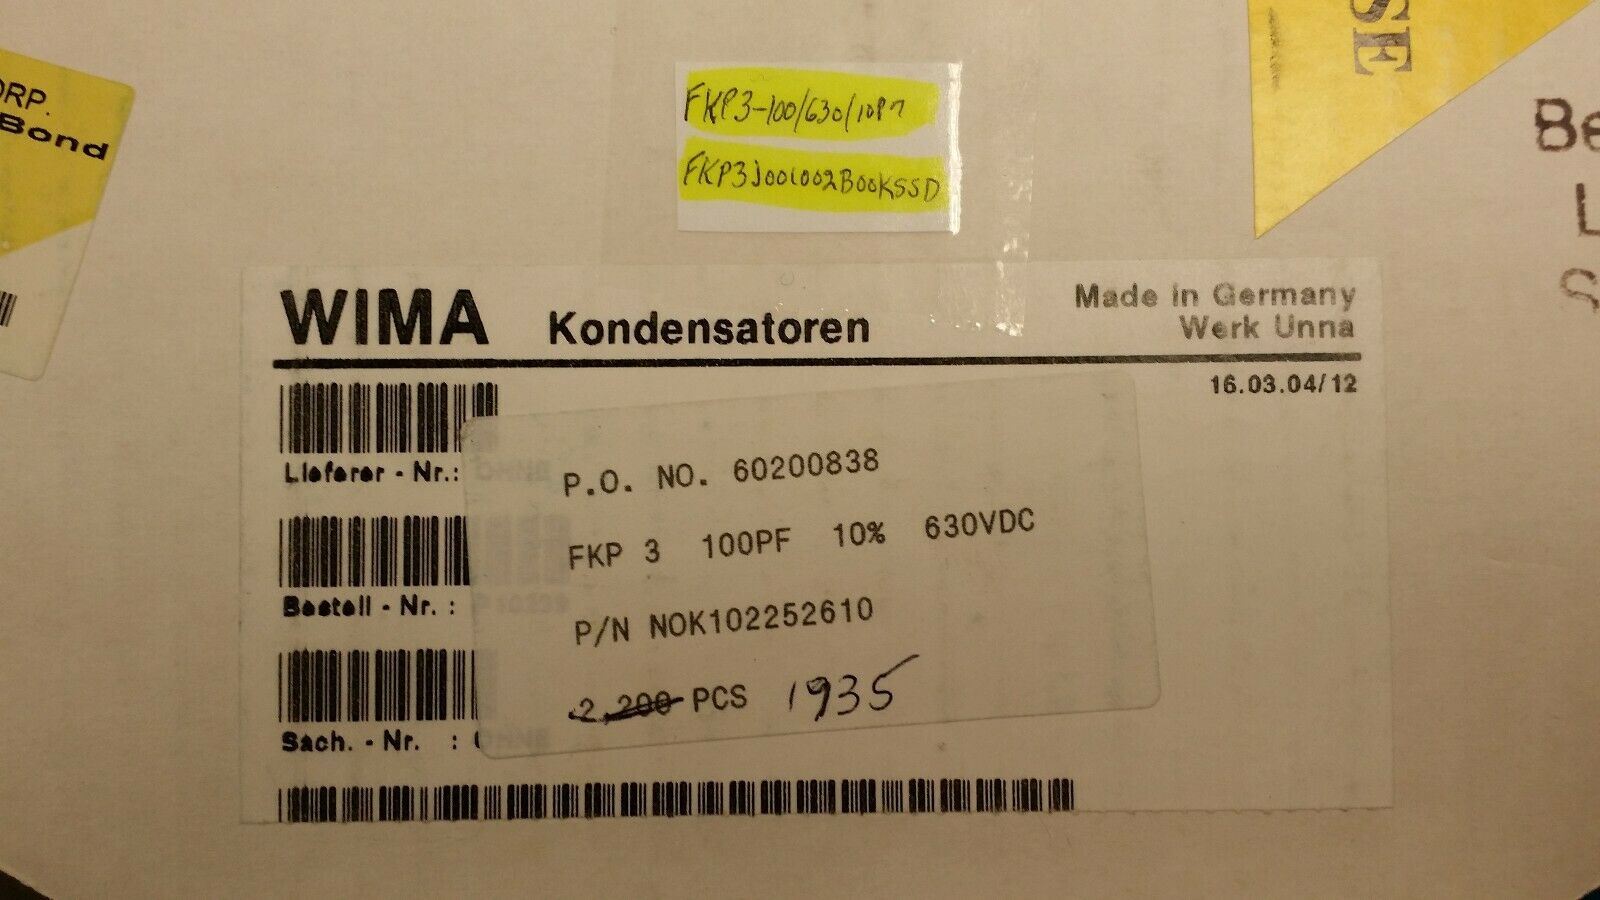 ORP.
Bond
SE
FKP3-100/630/10P7
FKP3J001002B00KSSD
Be
L
S
WIMA Kondensatoren
Made in Germany
Werk Unna
16.03.04/12
Lieferer - Nr.: OHNE
P.O. NO. 60200838
FKP 3 100PF 10% 630VDC
Bestell - Nr. :
P/N NOK102252610
2,200 PCS 1935
Sach. - Nr. : OHNE